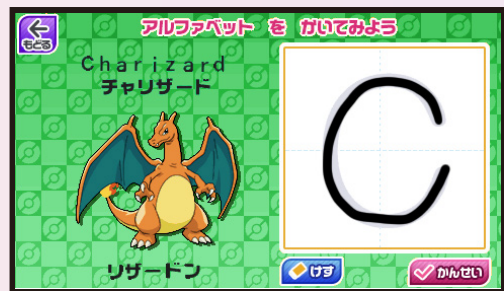 アルファベット を かいてみよう
もどる
Charizard
チャリザード
C
リザードン
けす
かんせい